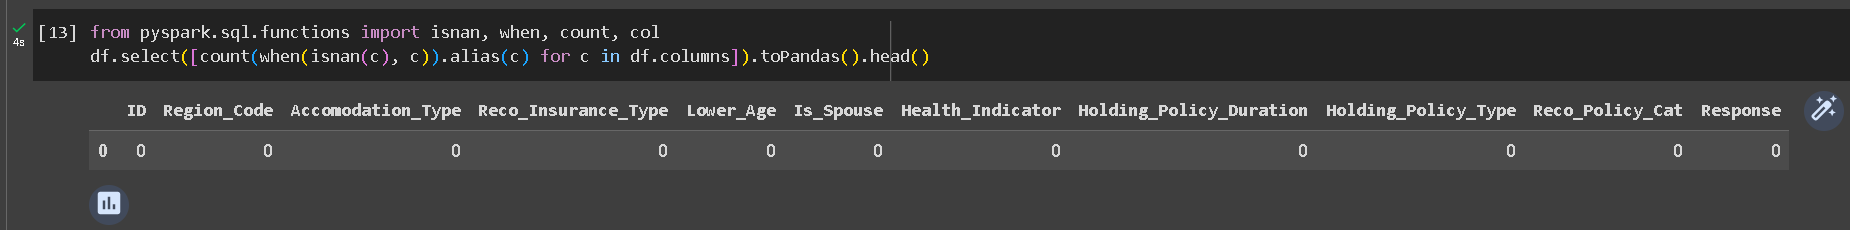 [13] from pyspark.sql.functions import isnan, when, count, col
4s
df.select([count(when(isnan(c), c)).alias(c) for c in df.columns]).toPandas().head()
ID Region_Code Accomodation_Type Reco_Insurance_Type Lower_Age Is_Spouse Health_Indicator Holding_Policy_Duration Holding_Policy_Type Reco_Policy_Cat Response
0 0 0 0 0 0 0 0 0 0 0 0